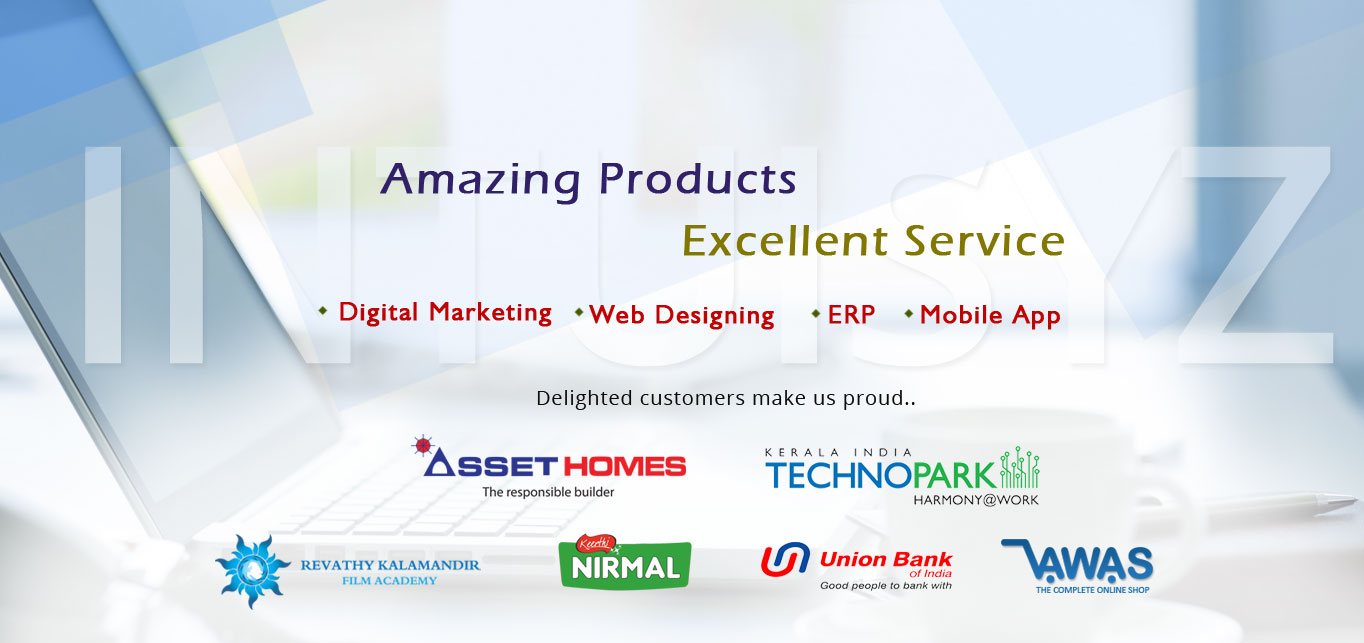 INTUISYZ
Amazing Products
Excellent Service
Digital Marketing Web Designing ERP Mobile App
Delighted customers make us proud..
ASSET HOMES
The responsible builder
KERALA INDIA
TECHNOPARK
HARMONY@WORK
REVATHY KALAMANDIR
FILM ACADEMY
Keerthi
NIRMAL
Union Bank
of India
Good people to bank with
AWAS
THE COMPLETE ONLINE SHOP